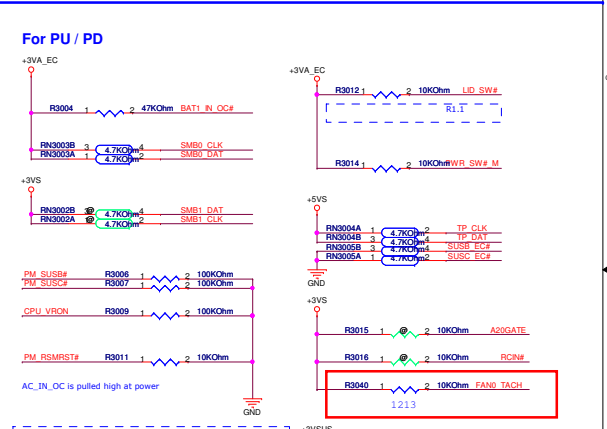 For PU / PD
+3VA_EC
R3004 1 2 47KOhm BAT1_IN_OC#
RN3003B 3 4.7KOhm 4 SMB0_CLK
RN3003A 1 4.7KOhm 2 SMB0_DAT
+3VS
RN3002B 3 @ 4.7KOhm 4 SMB1_DAT
RN3002A 1 @ 4.7KOhm 2 SMB1_CLK
PM_SUSB# R3006 1 2 100KOhm
PM_SUSC# R3007 1 2 100KOhm
CPU_VRON R3009 1 2 100KOhm
PM_RSMRST# R3011 1 2 10KOhm
AC_IN_OC is pulled high at power
GND
+3VA_EC
R3012 1 2 10KOhm LID_SW#
R1.1
R3014 1 2 10KOhm PWR_SW#_M
+5VS
RN3004A 1 4.7KOhm 2 TP_CLK
RN3004B 3 4.7KOhm 4 TP_DAT
RN3005B 3 4.7KOhm 4 SUSB_EC#
RN3005A 1 4.7KOhm 2 SUSC_EC#
GND
+3VS
R3015 1 @ 2 10KOhm A20GATE
R3016 1 @ 2 10KOhm RCIN#
R3040 1 2 10KOhm FAN0_TACH
1213
+3VSUS